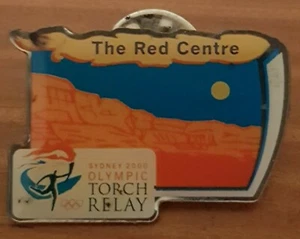 The Red Centre
SYDNEY 2000
OLYMPIC
TORCH
RELAY